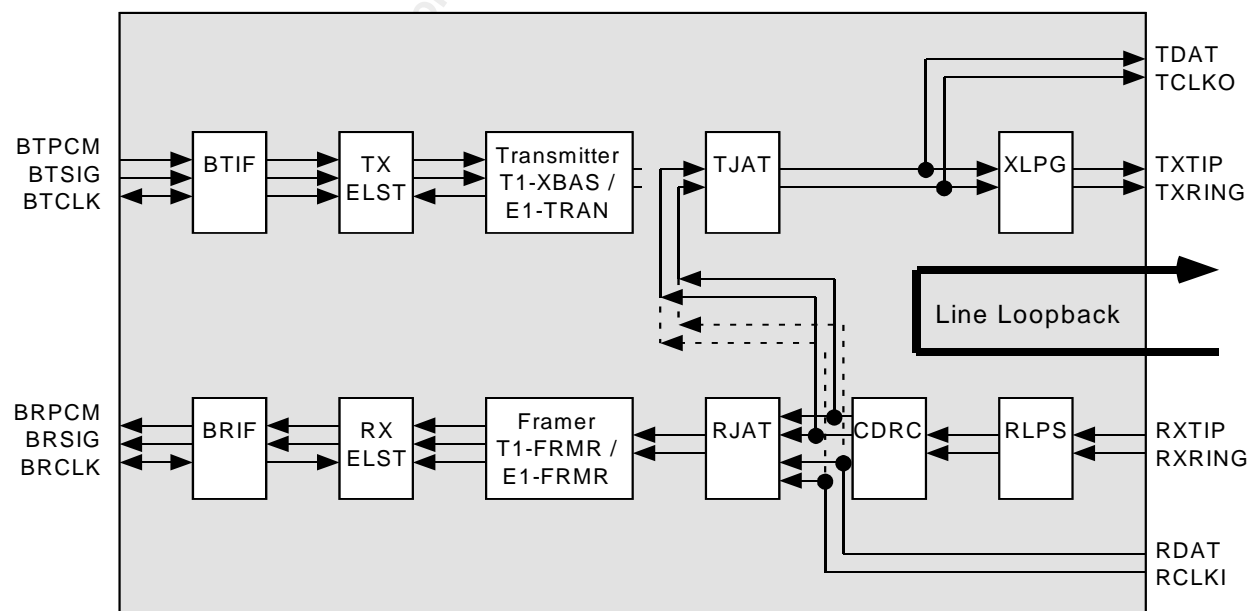 TDAT
TCLKO
BTPCM
BTSIG
BTCLK
BTIF
TX
ELST
Transmitter
T1-XBAS /
E1-TRAN
TJAT
XLPG
TXTIP
TXRING
Line Loopback
BRPCM
BRSIG
BRCLK
BRIF
RX
ELST
Framer
T1-FRMR /
E1-FRMR
RJAT
CDRC
RLPS
RXTIP
RXRING
RDAT
RCLKI